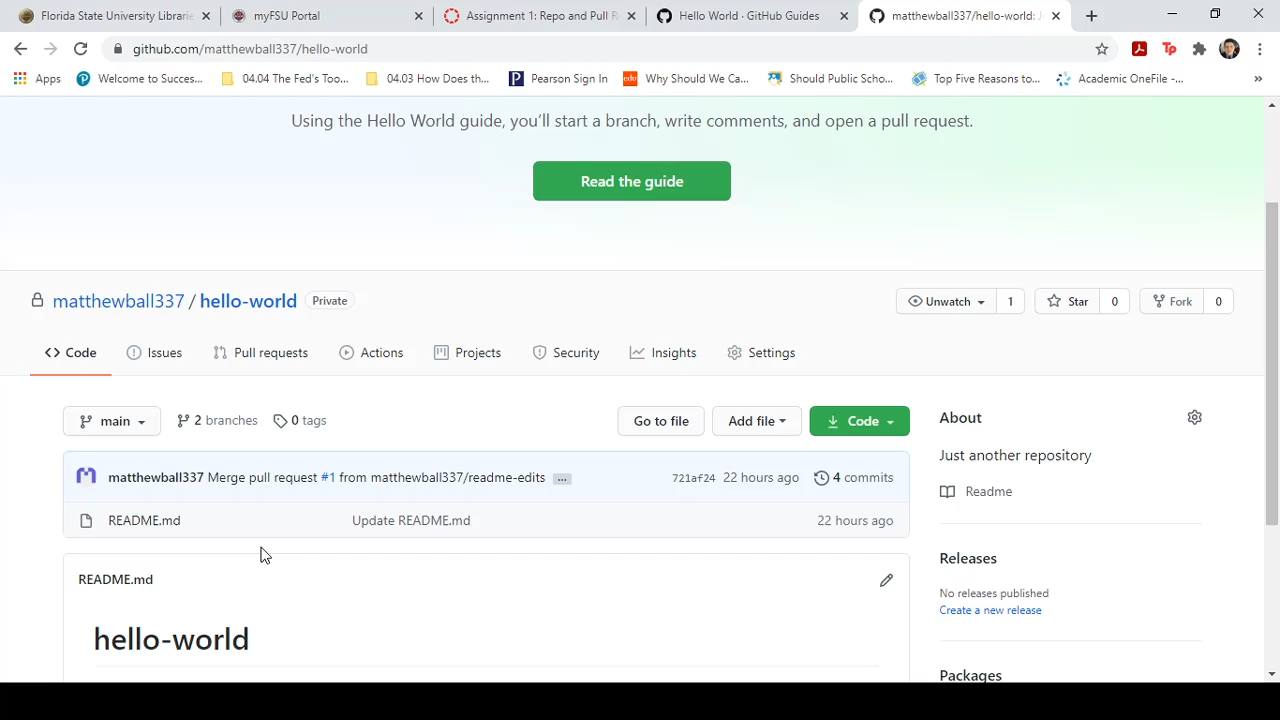 Florida State University Librarie
myFSU Portal
Assignment 1: Repo and Pull R
Hello World · GitHub Guides
matthewball337/hello-world: J
github.com/matthewball337/hello-world
Apps
Welcome to Succes...
04.04 The Fed's Too...
04.03 How Does th...
Pearson Sign In
Why Should We Ca...
Should Public Scho...
Top Five Reasons to...
Academic OneFile -...
Using the Hello World guide, you'll start a branch, write comments, and open a pull request.
Read the guide
matthewball337 / hello-world Private
Unwatch 1
Star 0
Fork 0
Code
Issues
Pull requests
Actions
Projects
Security
Insights
Settings
main
2 branches
0 tags
Go to file
Add file
Code
matthewball337 Merge pull request #1 from matthewball337/readme-edits ...
721af24 22 hours ago
4 commits
README.md
Update README.md
22 hours ago
README.md
hello-world
About
Just another repository
Readme
Releases
No releases published
Create a new release
Packages